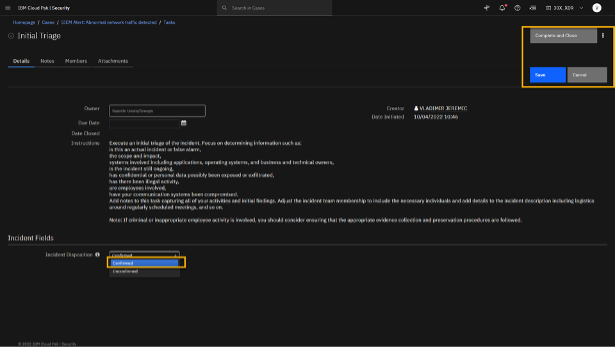 IBM Cloud Pak | Security
Search in Cases
Homepage / Cases / SIEM Alert: Abnormal network traffic detected / Tasks
Initial Triage
Complete and Close
Details
Notes
Members
Attachments
Save
Cancel
Owner
Search Users/Groups
Creator
VLADIMIR JEREMIC
Due Date
Date Initiated
10/04/2022 10:46
Date Closed
Instructions
Execute an initial triage of the incident. Focus on determining information such as:
is this an actual incident or false alarm,
the scope and impact,
systems involved including applications, operating systems, and business and technical owners,
is the incident still ongoing,
has confidential or personal data possibly been exposed or exfiltrated,
has there been illegal activity,
are employees involved,
have your communication systems been compromised.
Add notes to this task capturing all of your activities and initial findings. Adjust the incident team membership to include the necessary individuals and add details to the incident description including logistics
around regularly scheduled meetings, and so on.
Note: If criminal or inappropriate employee activity is involved, you should consider ensuring that the appropriate evidence collection and preservation procedures are followed.
Incident Fields
Incident Disposition
Confirmed
Confirmed
Unconfirmed
© 2022 IBM Cloud Pak | Security